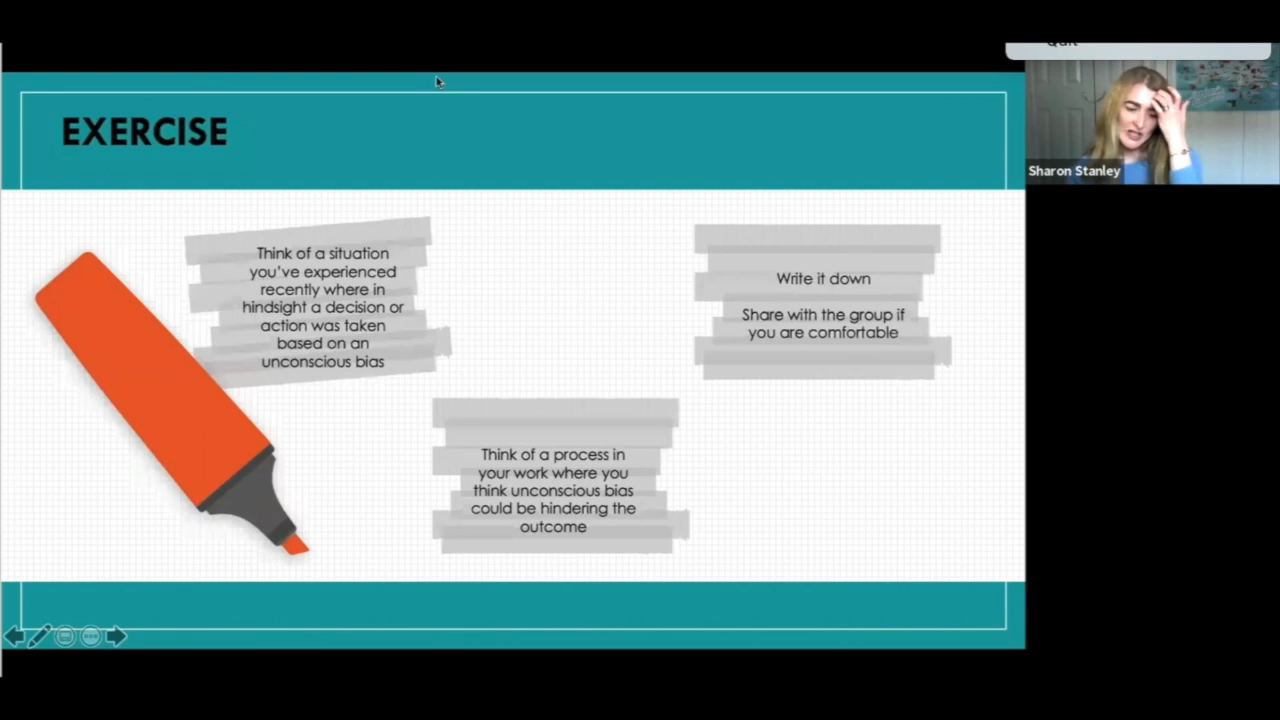 Quit
EXERCISE
Sharon Stanley
Think of a situation
you've experienced
recently where in
hindsight a decision or
action was taken
based on an
unconscious bias
Write it down
Share with the group if
you are comfortable
Think of a process in
your work where you
think unconscious bias
could be hindering the
outcome